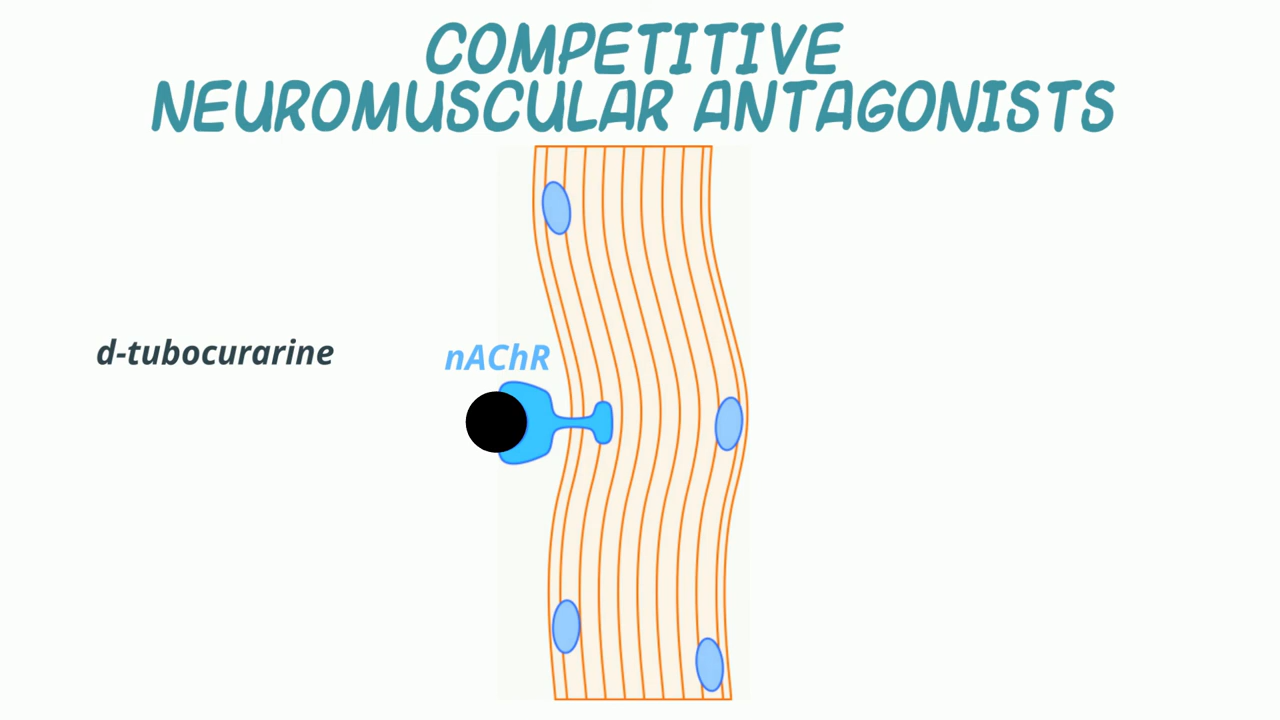 COMPETITIVE
NEUROMUSCULAR ANTAGONISTS
d-tubocurarine
nAChR